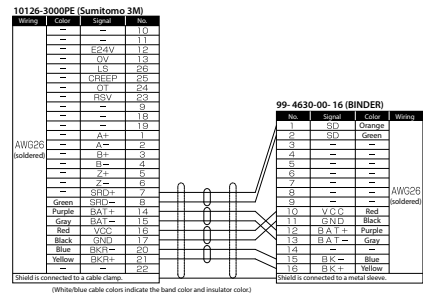 10126-3000PE (Sumitomo 3M)
Wiring Color Signal No.
— — 10
— — 11
— E24V 12
— 0V 13
— LS 26
— CREEP 25
— OT 24
— RSV 23
— — 9
— — 18
— — 19
— A+ 1
— A− 2
— B+ 3
— B− 4
— Z+ 5
— Z− 6
— SRD+ 7
Green SRD− 8
Purple BAT+ 14
Gray BAT− 15
Red VCC 16
Black GND 17
Blue BKR− 20
Yellow BKR+ 21
— — 22
AWG26
(soldered)
Shield is connected to a cable clamp.
99- 4630-00- 16 (BINDER)
No. Signal Color Wiring
1 SD Orange
2 SD Green
3 — —
4 — —
5 — —
6 — —
7 — —
8 — —
9 — —
10 VCC Red
11 GND Black
12 BAT+ Purple
13 BAT− Gray
14 — —
15 BK− Blue
16 BK+ Yellow
AWG26
(soldered)
Shield is connected to a metal sleeve.
(White/blue cable colors indicate the band color and insulator color.)